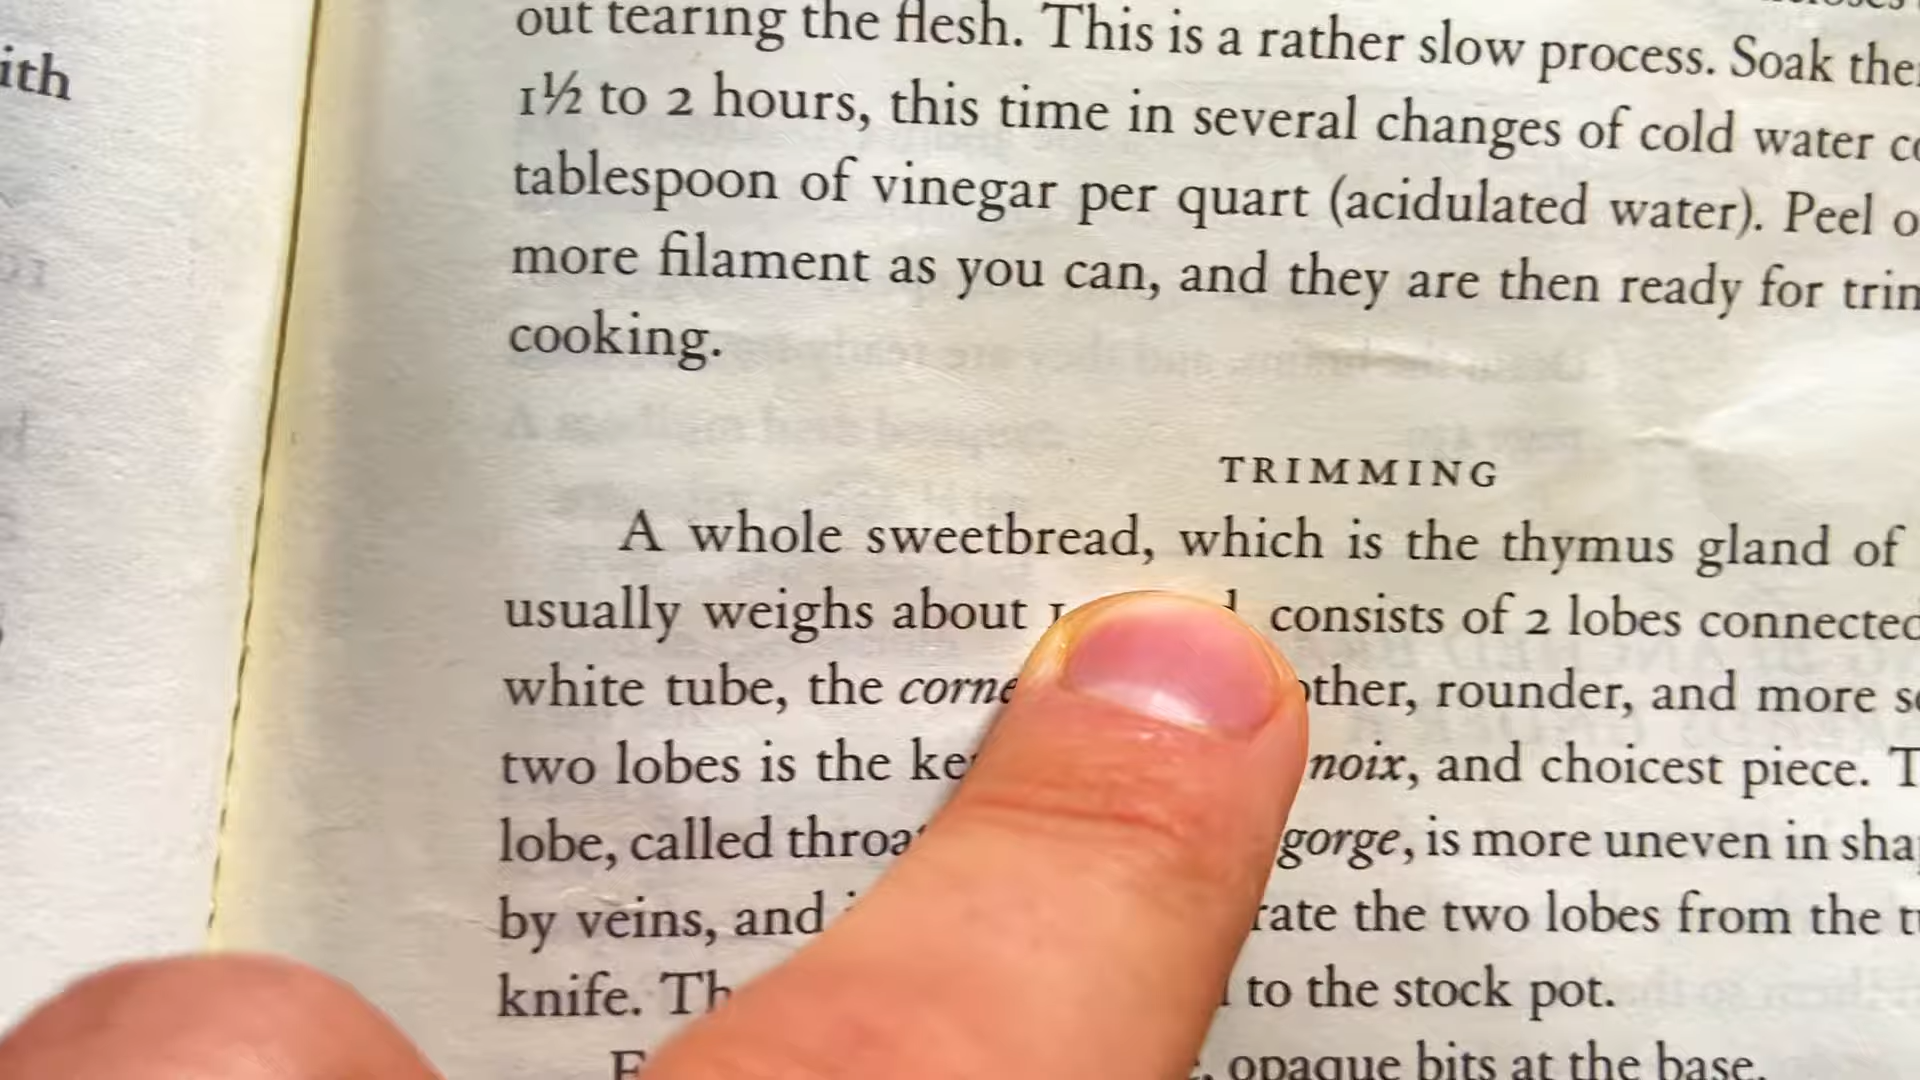 ith
out tearing the flesh. This is a rather slow process. Soak
1½ to 2 hours, this time in several changes of cold water
tablespoon of vinegar per quart (acidulated water). Peel
more filament as you can, and they are then ready for
cooking.
TRIMMING
A whole sweetbread, which is the thymus gland of
usually weighs about consists of 2 lobes connected
white tube, the rounder, and more
two lobes is the noix, and choicest piece.
lobe, called gorge, is more uneven in
by veins, and the two lobes from the
knife. to the stock pot.
opaque bits at the base.